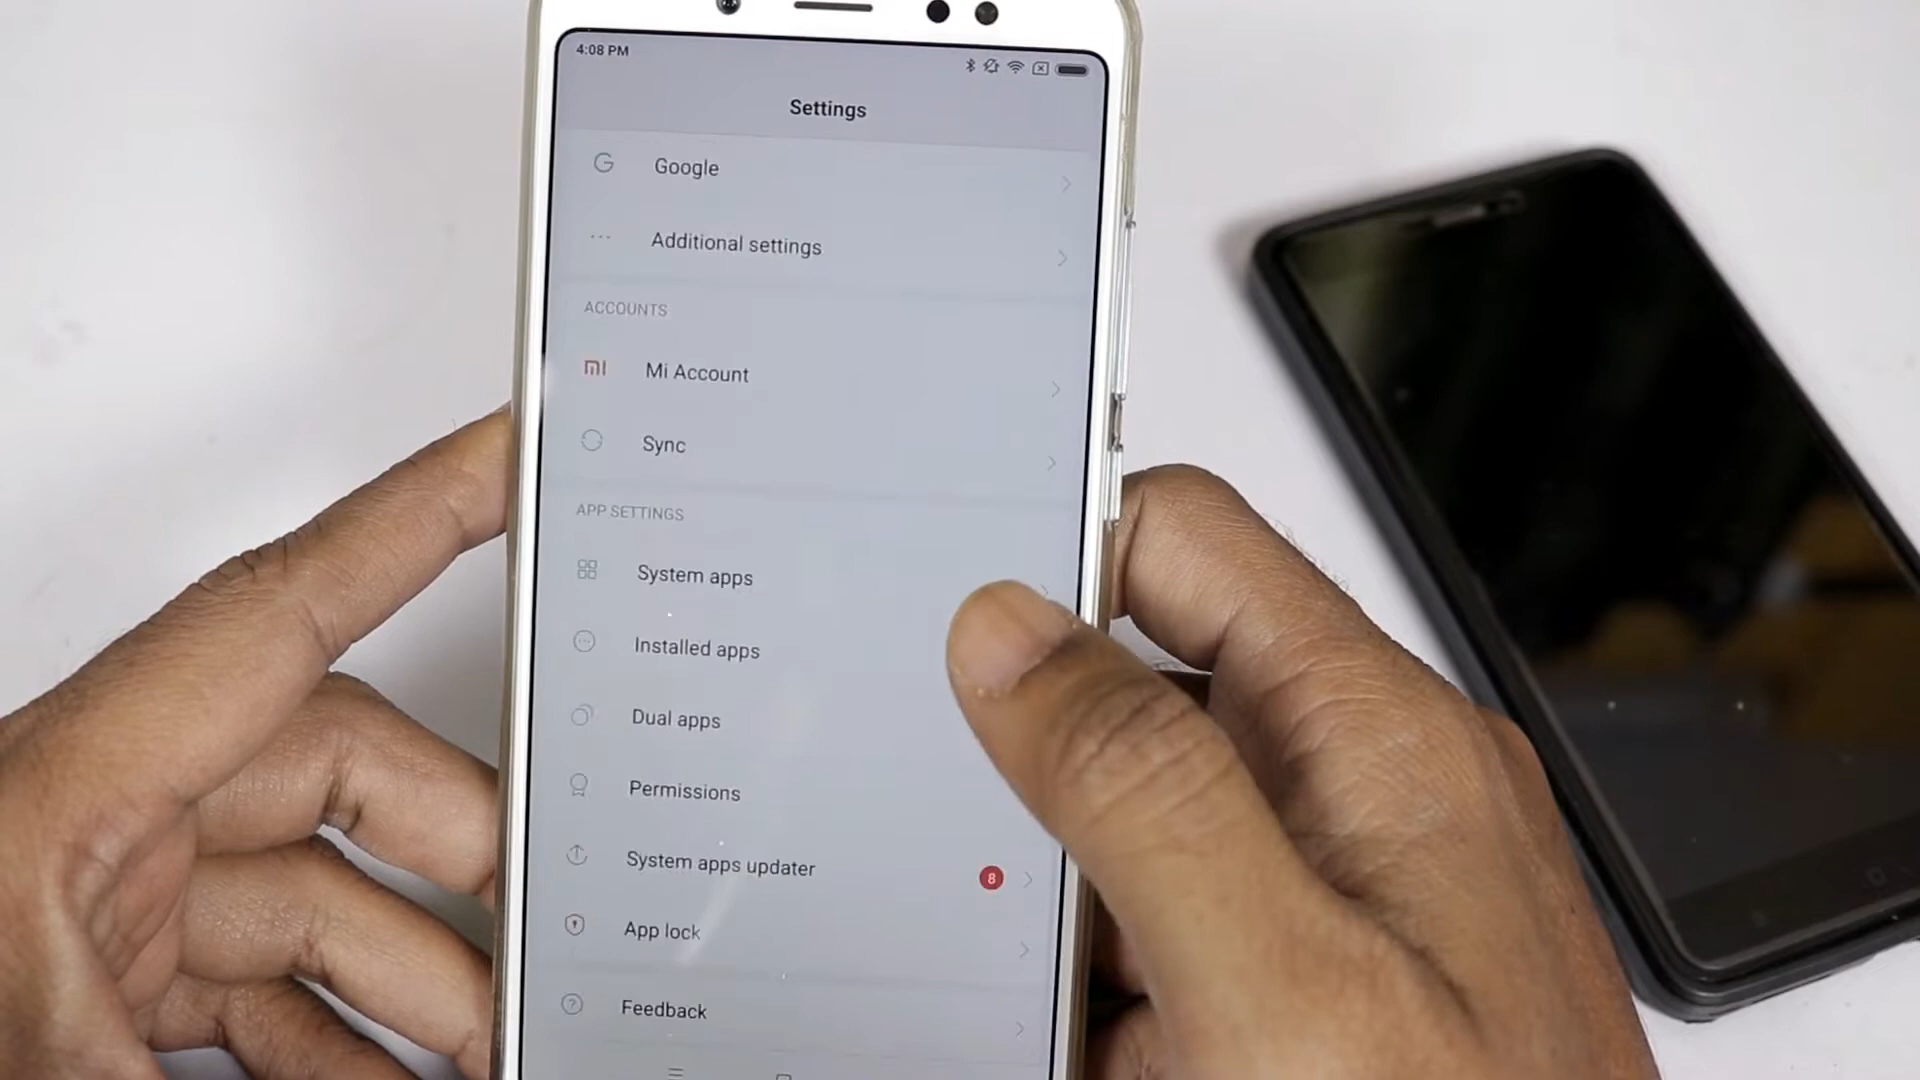 4:08 PM
Settings
Google
Additional settings
ACCOUNTS
Mi Account
Sync
APP SETTINGS
System apps
Installed apps
Dual apps
Permissions
System apps updater
8
App lock
Feedback